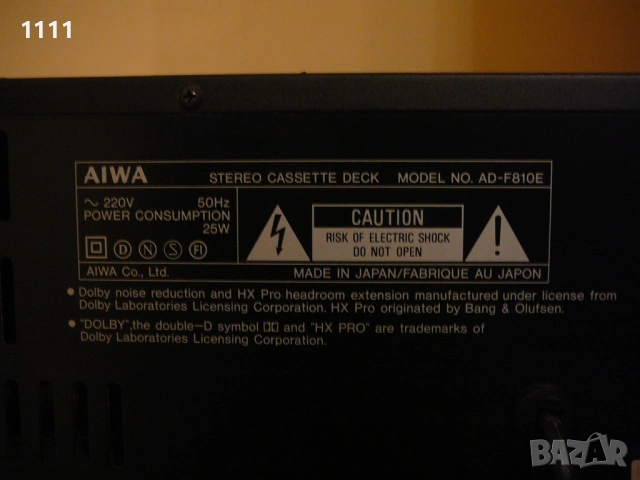 1111
AIWA STEREO CASSETTE DECK MODEL NO. AD-F810E
~ 220V 50Hz
POWER CONSUMPTION
25W
D N S FI
CAUTION
RISK OF ELECTRIC SHOCK
DO NOT OPEN
AIWA Co., Ltd. MADE IN JAPAN/FABRIQUE AU JAPON
• Dolby noise reduction and HX Pro headroom extension manufactured under license from
Dolby Laboratories Licensing Corporation. HX Pro originated by Bang & Olufsen.
• "DOLBY",the double-D symbol and "HX PRO" are trademarks of
Dolby Laboratories Licensing Corporation.
BAZAR